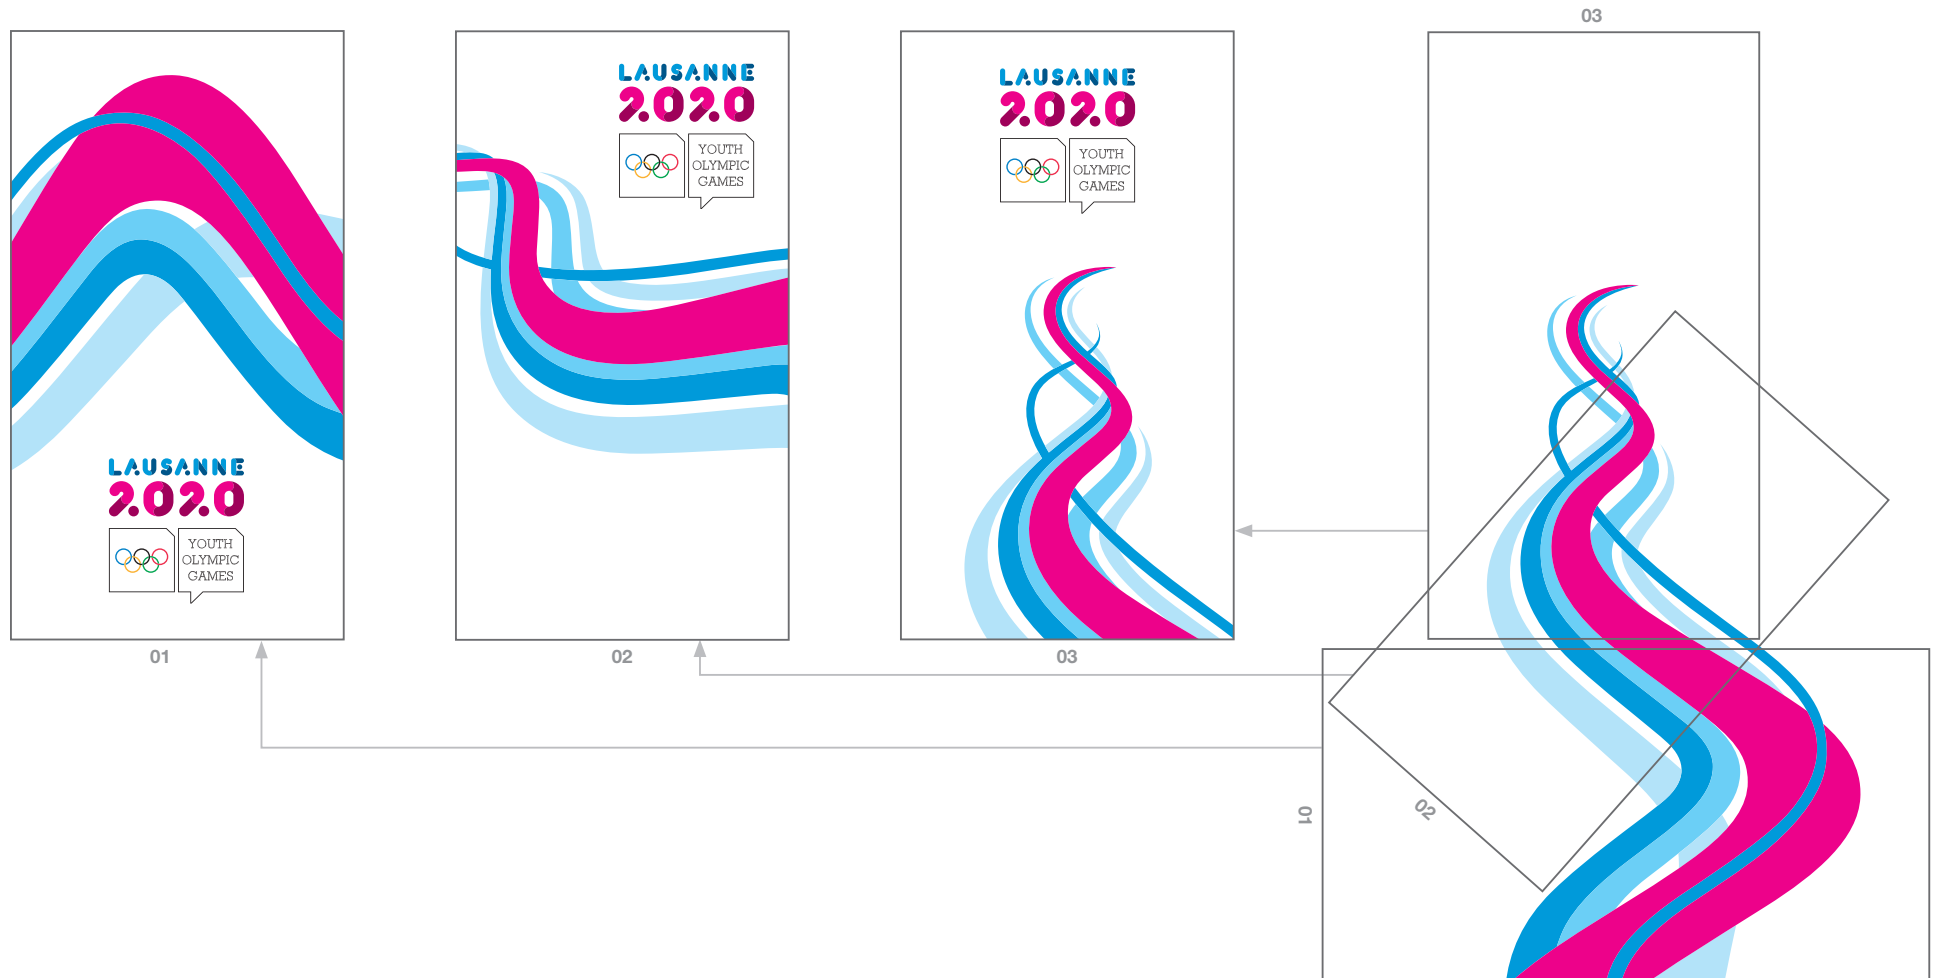 03
LAUSANNE
2020
YOUTH
OLYMPIC
GAMES
01
LAUSANNE
2020
YOUTH
OLYMPIC
GAMES
02
LAUSANNE
2020
YOUTH
OLYMPIC
GAMES
03
01
02